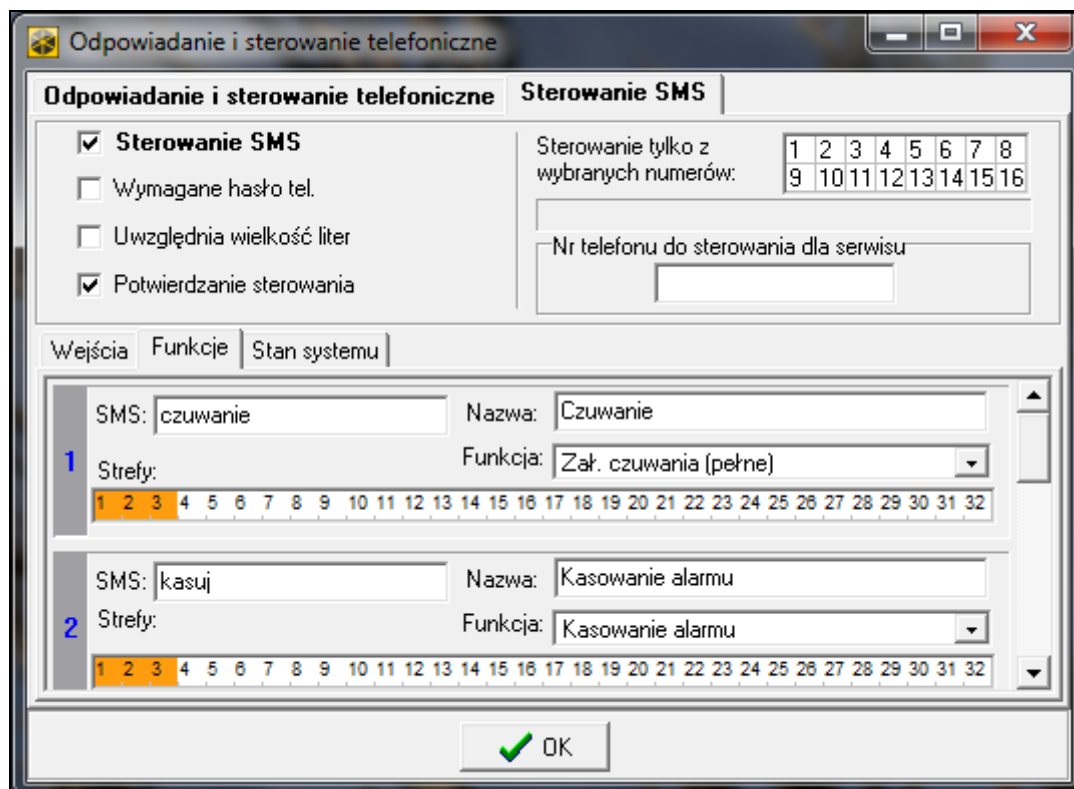 Odpowiadanie i sterowanie telefoniczne
Odpowiadanie i sterowanie telefoniczne Sterowanie SMS
Sterowanie SMS
Wymagane hasło tel.
Uwzględnia wielkość liter
Potwierdzanie sterowania
Sterowanie tylko z
wybranych numerów:
1 2 3 4 5 6 7 8
9 10 11 12 13 14 15 16
Nr telefonu do sterowania dla serwisu
Wejścia Funkcje Stan systemu
1
SMS: czuwanie Nazwa: Czuwanie
Strefy: Funkcja: Zał. czuwania (pełne)
1 2 3 4 5 6 7 8 9 10 11 12 13 14 15 16 17 18 19 20 21 22 23 24 25 26 27 28 29 30 31 32
2
SMS: kasuj Nazwa: Kasowanie alarmu
Strefy: Funkcja: Kasowanie alarmu
1 2 3 4 5 6 7 8 9 10 11 12 13 14 15 16 17 18 19 20 21 22 23 24 25 26 27 28 29 30 31 32
OK